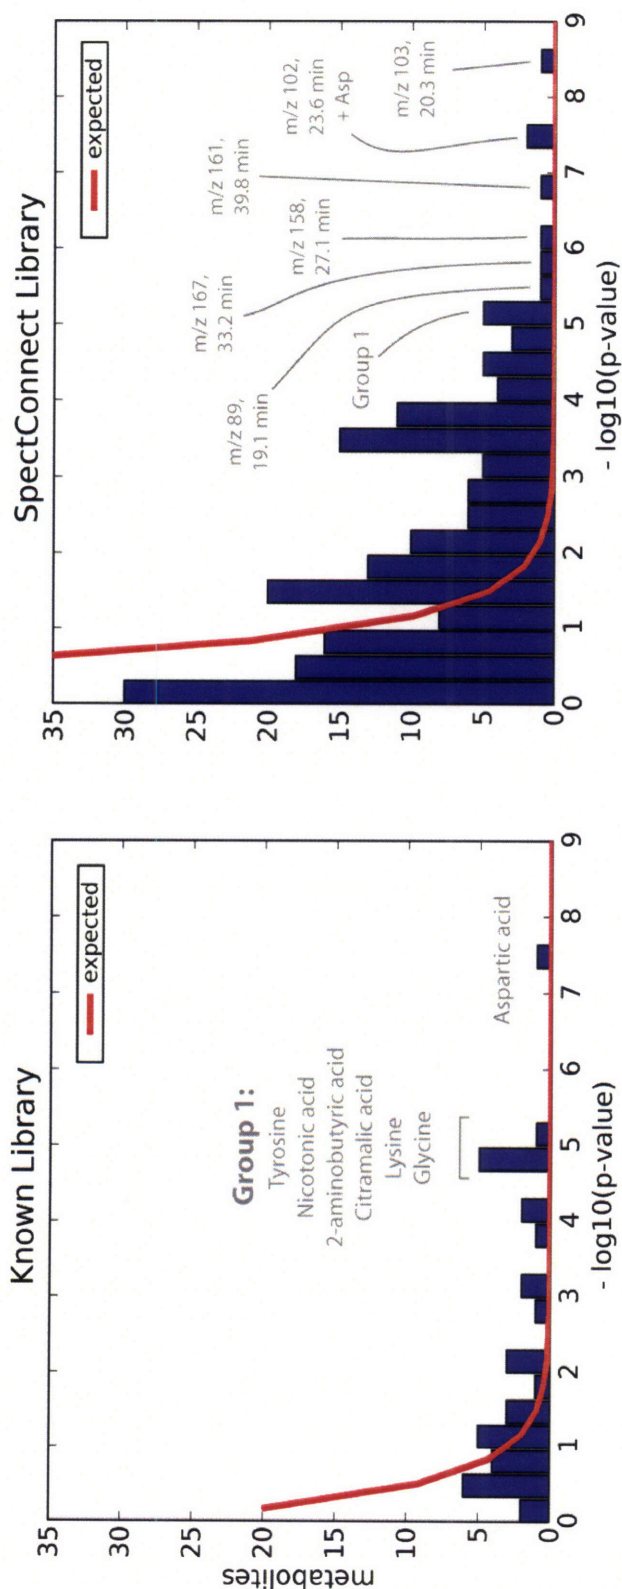 Known Library
expected
Group 1:
Tyrosine
Nicotonic acid
2-aminobutyric acid
Citramalic acid
Lysine
Glycine
Aspartic acid
metabolites
35
30
25
20
15
10
5
0
0 1 2 3 4 5 6 7 8 9
- log10(p-value)
SpectConnect Library
expected
m/z 89,
19.1 min
m/z 167,
33.2 min
m/z 161,
39.8 min
Group 1
m/z 158,
27.1 min
m/z 102,
23.6 min
+ Asp
m/z 103,
20.3 min
35
30
25
20
15
10
5
0
0 1 2 3 4 5 6 7 8 9
- log10(p-value)